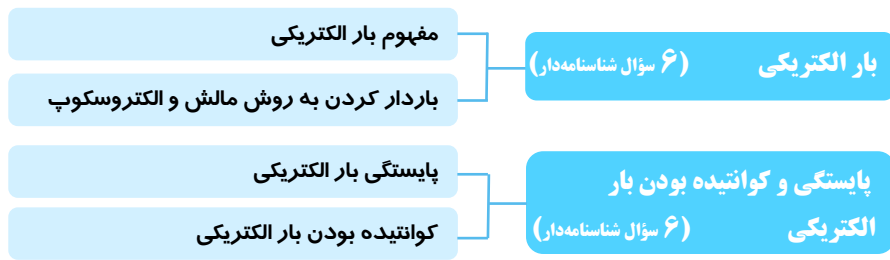 بار الکتریکی (۶ سؤال شناسنامه‌دار)
مفهوم بار الکتریکی
باردار کردن به روش مالش و الکتروسکوپ
پایستگی و کوانتیده بودن بار
الکتریکی (۶ سؤال شناسنامه‌دار)
پایستگی بار الکتریکی
کوانتیده بودن بار الکتریکی